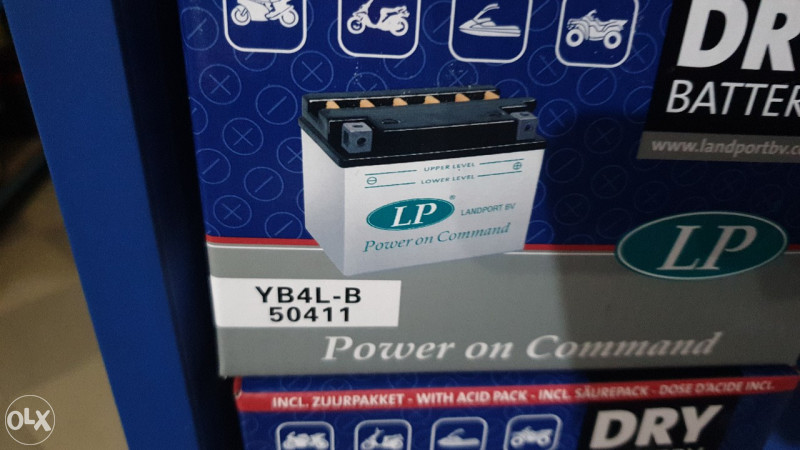 DR
BATTER
www.landportbv.c
UPPER LEVEL
LOWER LEVEL
LP®
LANDPORT BV
Power on Command
LP
YB4L-B
50411
Power on Command
INCL. ZUURPAKKET - WITH ACID PACK - INCL. SÄUREPACK - DOSE D'ACIDE INCL.
DRY
OLX